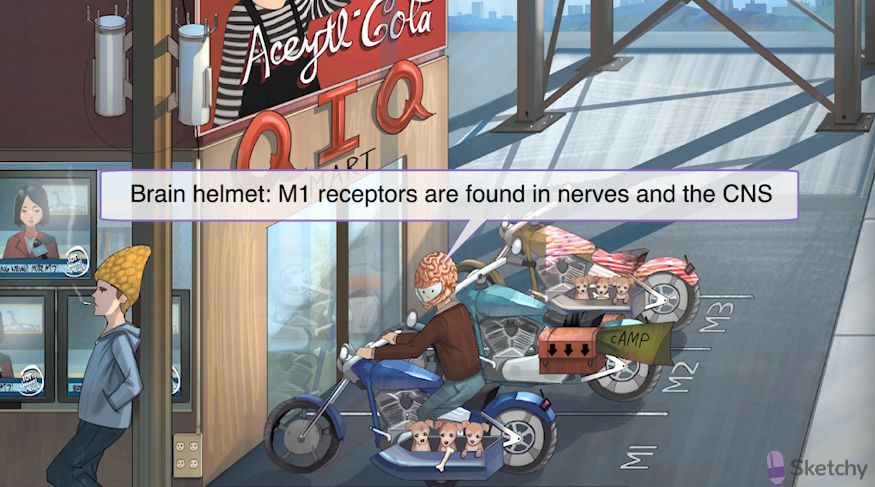 Aceytl-Cola
QIQ
MART
Brain helmet: M1 receptors are found in nerves and the CNS
cAMP
M3
M2
M1
Sketchy